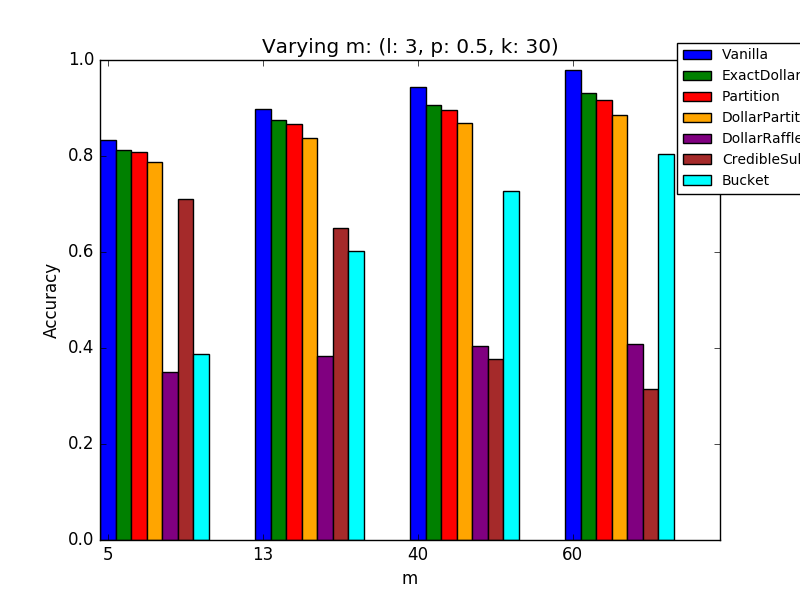 Varying m: (l: 3, p: 0.5, k: 30)
1.0
0.8
0.6
0.4
0.2
0.0
Accuracy
5 13 40 60
m
Vanilla
ExactDollar
Partition
DollarPartit
DollarRaffle
CredibleSu
Bucket